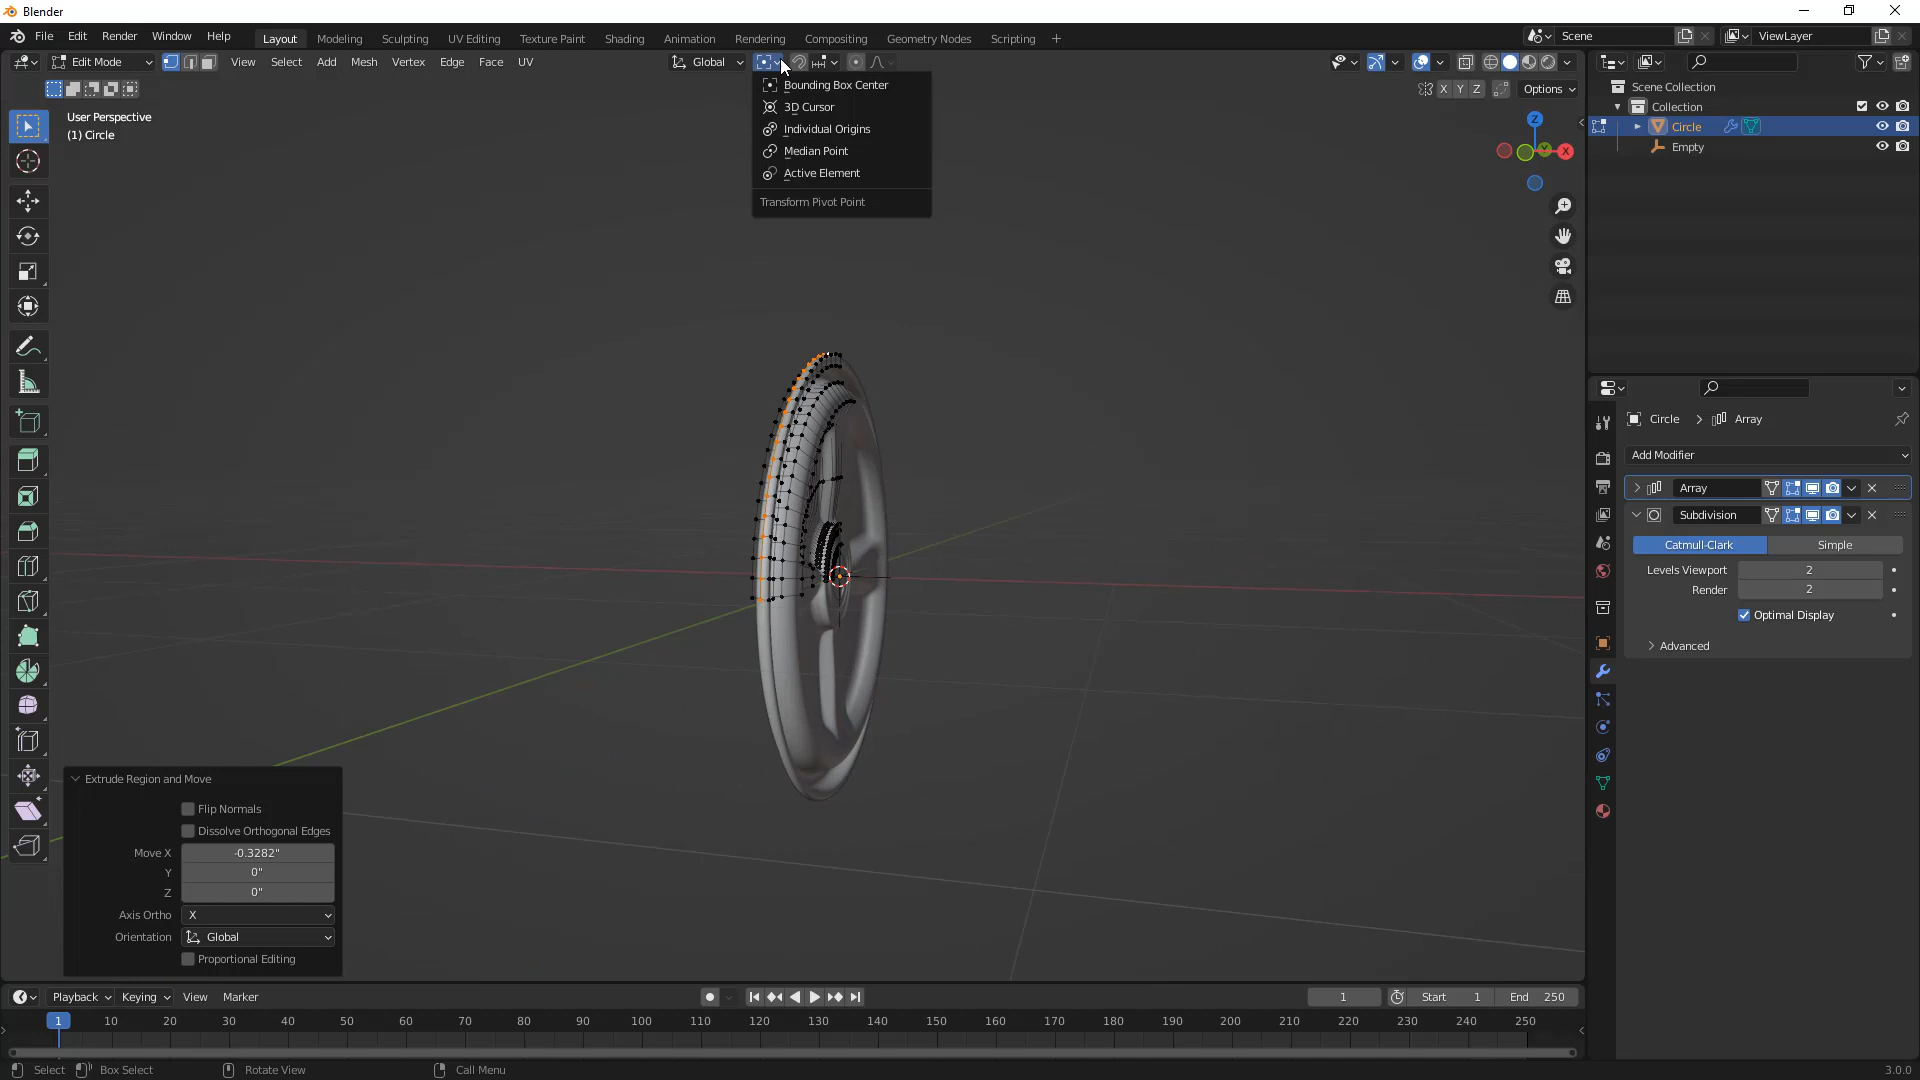 Blender
File Edit Render Window Help
Layout Modeling Sculpting UV Editing Texture Paint Shading Animation Rendering Compositing Geometry Nodes Scripting +
Scene
ViewLayer
Edit Mode View Select Add Mesh Vertex Edge Face UV
Global
X Y Z Options
User Perspective
(1) Circle
Bounding Box Center
3D Cursor
Individual Origins
Median Point
Active Element
Transform Pivot Point
Z
Y
X
Scene Collection
Collection
Circle
Empty
Circle > Array
Add Modifier
Array
Subdivision
Catmull-Clark Simple
Levels Viewport 2
Render 2
Optimal Display
Advanced
Extrude Region and Move
Flip Normals
Dissolve Orthogonal Edges
Move X -0.3282"
Y 0"
Z 0"
Axis Ortho X
Orientation Global
Proportional Editing
Playback Keying View Marker
1 Start 1 End 250
1 10 20 30 40 50 60 70 80 90 100 110 120 130 140 150 160 170 180 190 200 210 220 230 240 250
Select Box Select Rotate View Call Menu 3.0.0